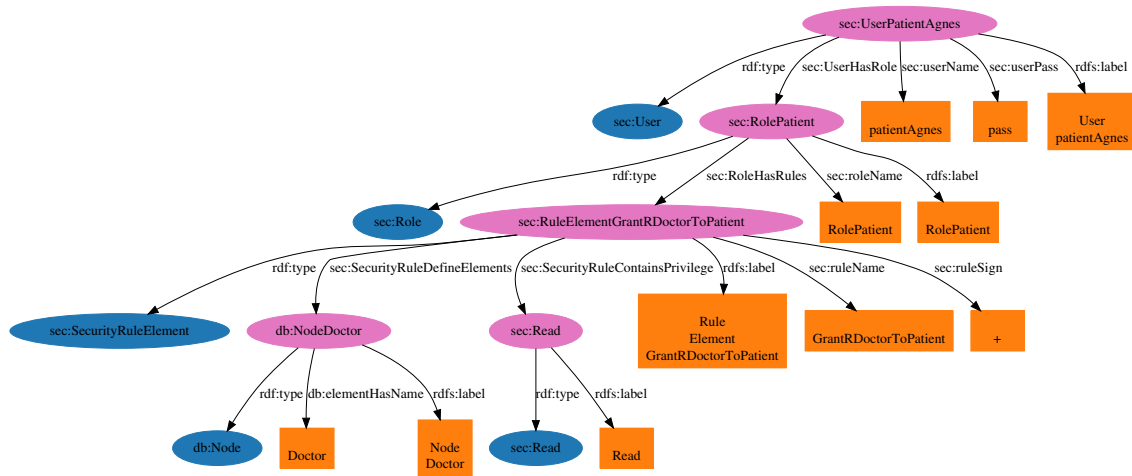 sec:UserPatientAgnes
rdf:type
sec:UserHasRole
sec:userName
sec:userPass
rdfs:label
sec:User
sec:RolePatient
patientAgnes
pass
User
patientAgnes
rdf:type
sec:RoleHasRules
sec:roleName
rdfs:label
sec:Role
sec:RuleElementGrantRDoctorToPatient
RolePatient
RolePatient
rdf:type
sec:SecurityRuleDefineElements
sec:SecurityRuleContainsPrivilege
rdfs:label
sec:ruleName
sec:ruleSign
sec:SecurityRuleElement
db:NodeDoctor
sec:Read
Rule
Element
GrantRDoctorToPatient
GrantRDoctorToPatient
+
rdf:type
db:elementHasName
rdfs:label
rdf:type
rdfs:label
db:Node
Doctor
Node
Doctor
sec:Read
Read